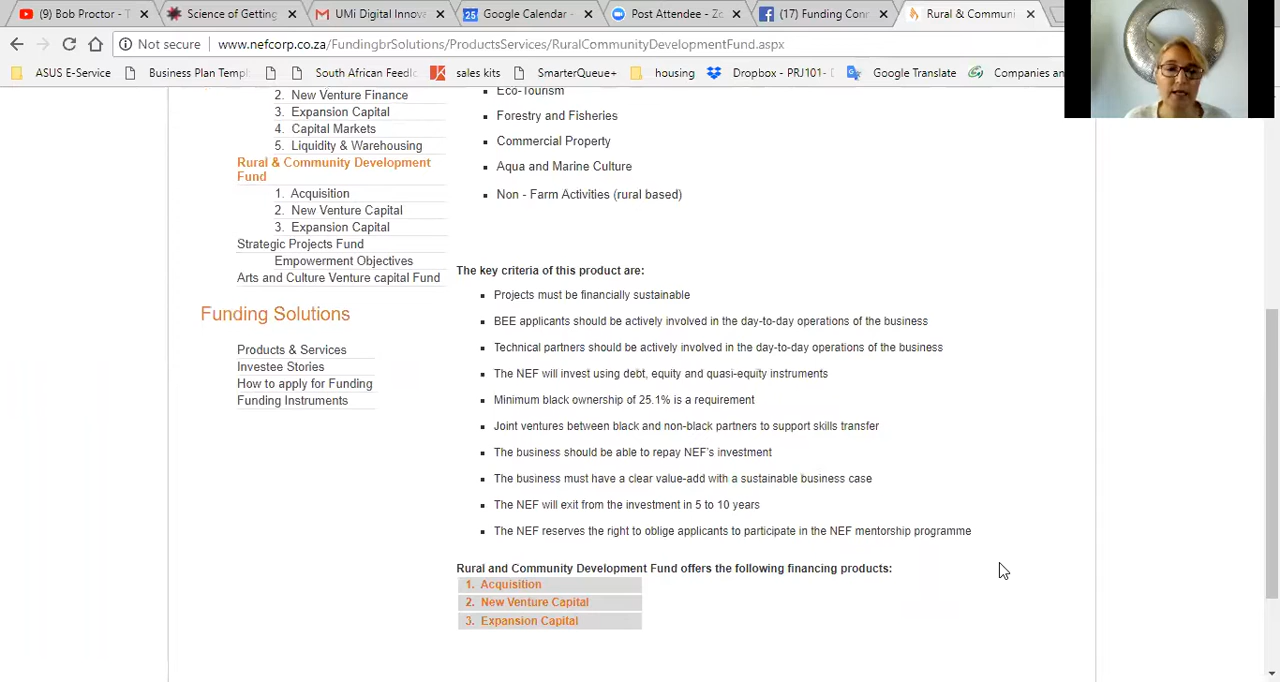 (9) Bob Proctor - T
Science of Getting
UMi Digital Innova
Google Calendar -
Post Attendee - Zo
(17) Funding Conn
Rural & Communi
Not secure
www.nefcorp.co.za/FundingbrSolutions/ProductsServices/RuralCommunityDevelopmentFund.aspx
ASUS E-Service
Business Plan Templ
South African Feedlo
sales kits
SmarterQueue+
housing
Dropbox - PRJ101- D
Google Translate
Companies an
2. New Venture Finance
3. Expansion Capital
4. Capital Markets
5. Liquidity & Warehousing
Rural & Community Development
Fund
1. Acquisition
2. New Venture Capital
3. Expansion Capital
Strategic Projects Fund
Empowerment Objectives
Arts and Culture Venture capital Fund
Funding Solutions
Products & Services
Investee Stories
How to apply for Funding
Funding Instruments
Eco-Tourism
Forestry and Fisheries
Commercial Property
Aqua and Marine Culture
Non - Farm Activities (rural based)
The key criteria of this product are:
Projects must be financially sustainable
BEE applicants should be actively involved in the day-to-day operations of the business
Technical partners should be actively involved in the day-to-day operations of the business
The NEF will invest using debt, equity and quasi-equity instruments
Minimum black ownership of 25.1% is a requirement
Joint ventures between black and non-black partners to support skills transfer
The business should be able to repay NEF's investment
The business must have a clear value-add with a sustainable business case
The NEF will exit from the investment in 5 to 10 years
The NEF reserves the right to oblige applicants to participate in the NEF mentorship programme
Rural and Community Development Fund offers the following financing products:
1. Acquisition
2. New Venture Capital
3. Expansion Capital